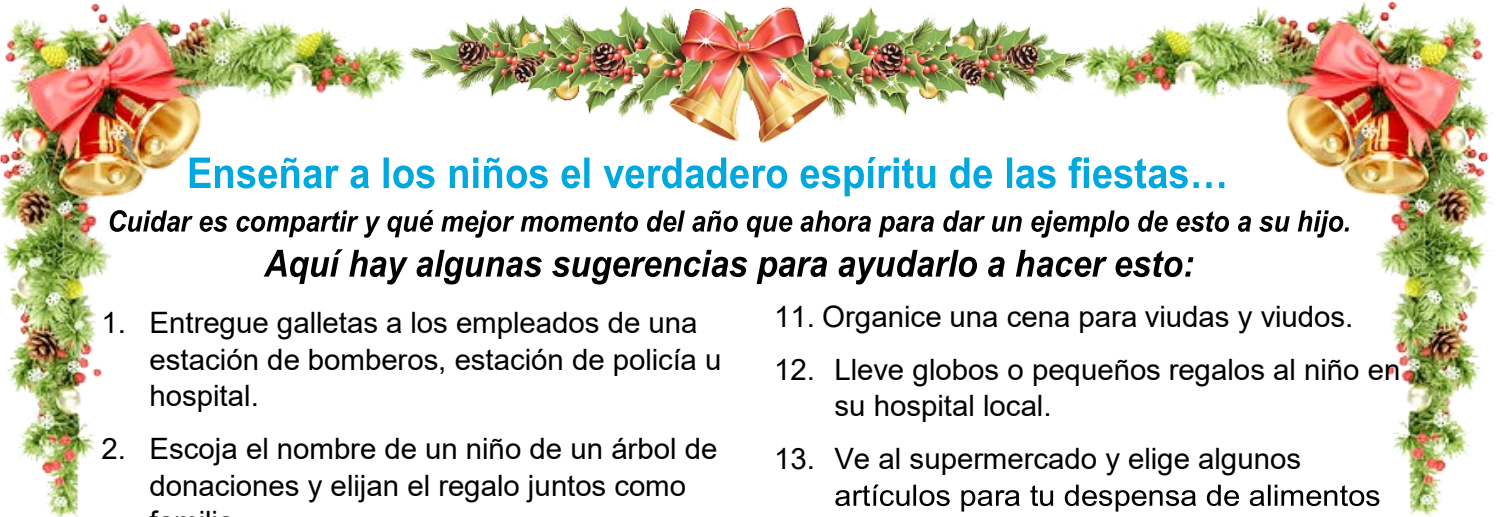 Enseñar a los niños el verdadero espíritu de las fiestas…
Cuidar es compartir y qué mejor momento del año que ahora para dar un ejemplo de esto a su hijo.
Aquí hay algunas sugerencias para ayudarlo a hacer esto:
1. Entregue galletas a los empleados de una
estación de bomberos, estación de policía u
hospital.
2. Escoja el nombre de un niño de un árbol de
donaciones y elijan el regalo juntos como
11. Organice una cena para viudas y viudos.
12. Lleve globos o pequeños regalos al niño en
su hospital local.
13. Ve al supermercado y elige algunos
artículos para tu despensa de alimentos